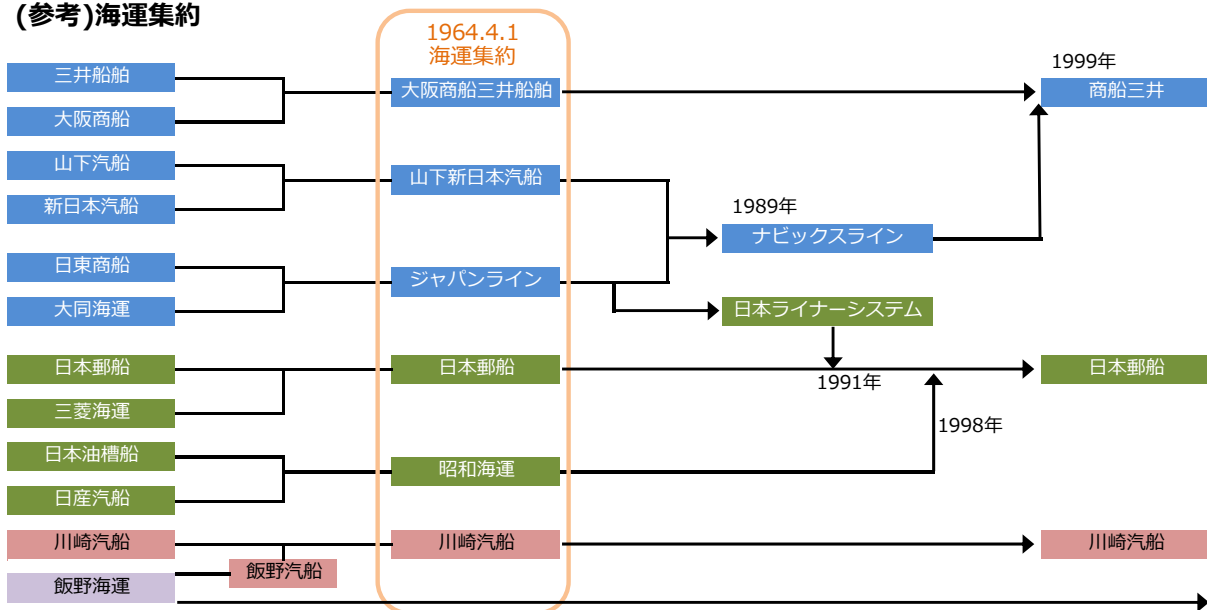 (参考)海運集約
1964.4.1
海運集約
三井船舶
大阪商船
山下汽船
新日本汽船
日東商船
大同海運
日本郵船
三菱海運
日本油槽船
日産汽船
川崎汽船
飯野海運
飯野汽船
大阪商船三井船舶
山下新日本汽船
ジャパンライン
日本郵船
昭和海運
川崎汽船
1989年
ナビックスライン
日本ライナーシステム
1991年
1998年
1999年
商船三井
日本郵船
川崎汽船